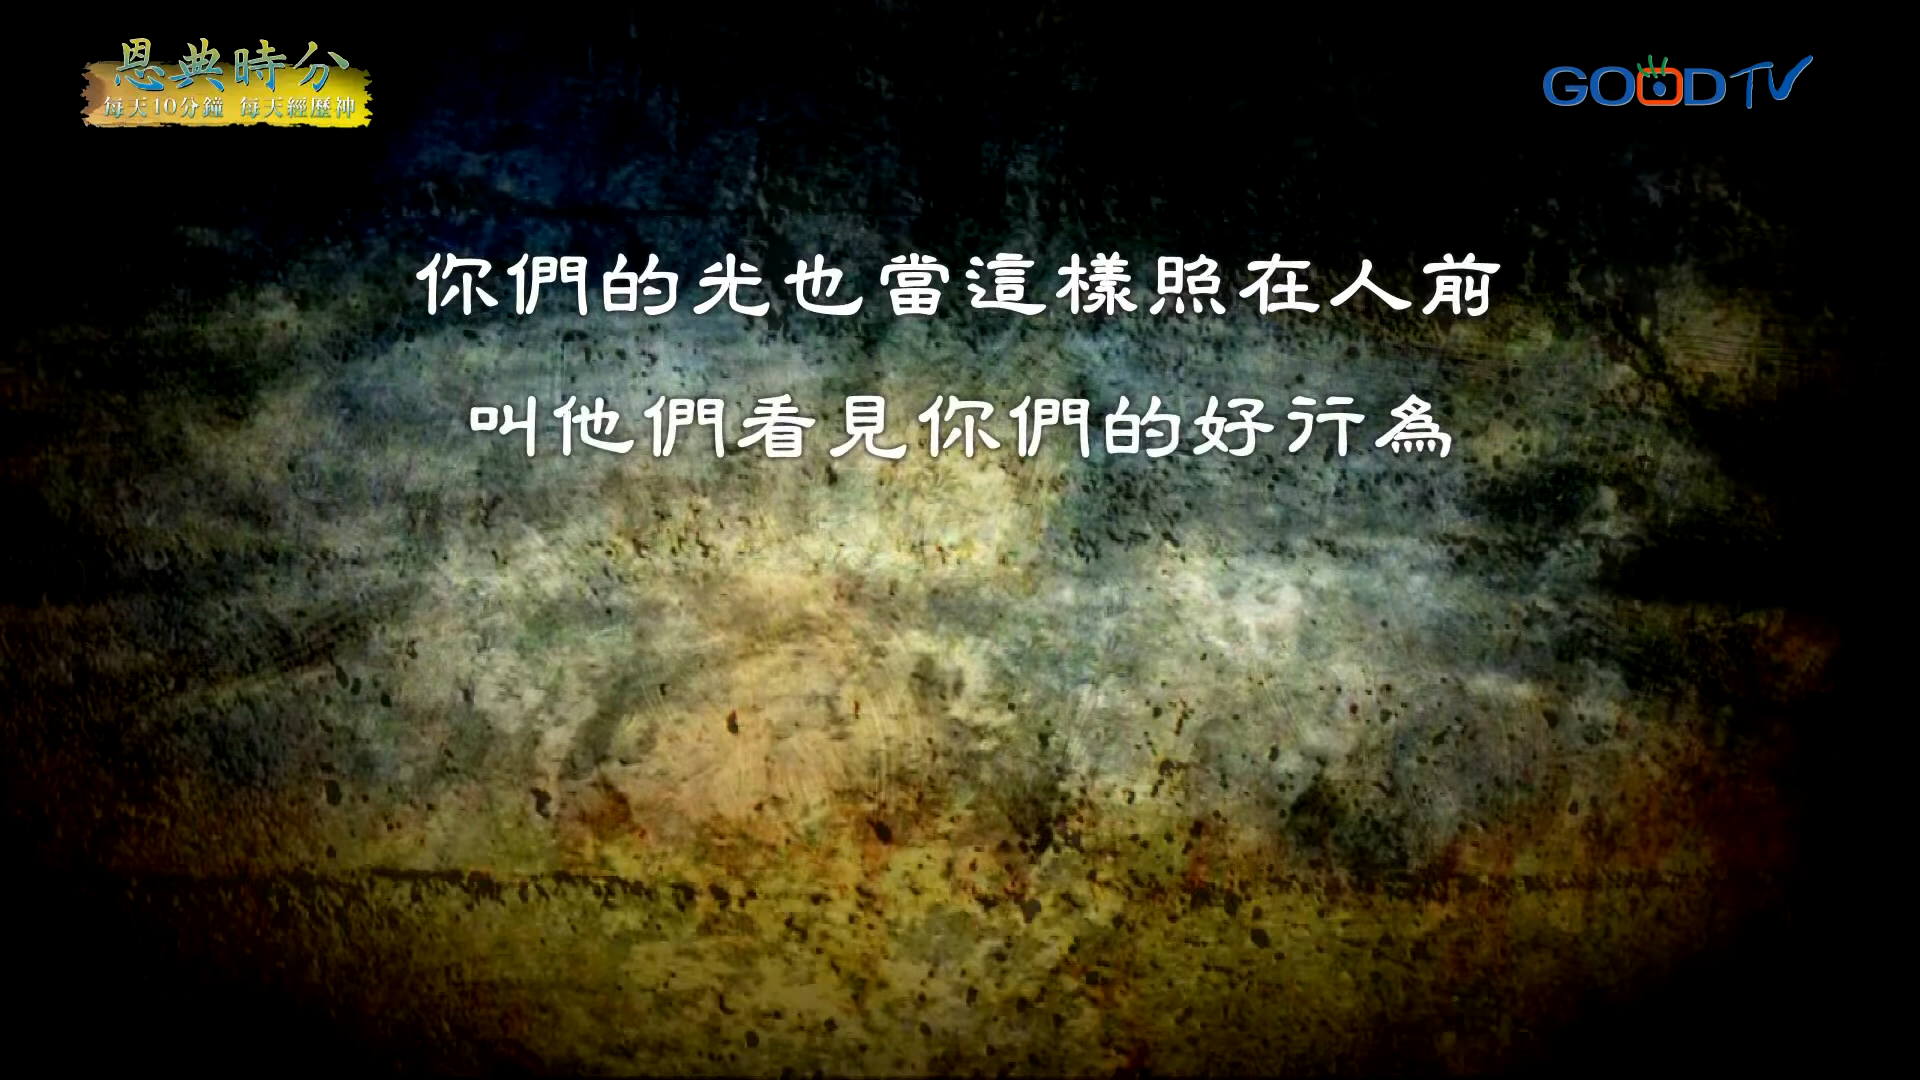 恩典時分
每天10分鐘 每天經歷神
GOOD TV
你們的光也當這樣照在人前
叫他們看見你們的好行為